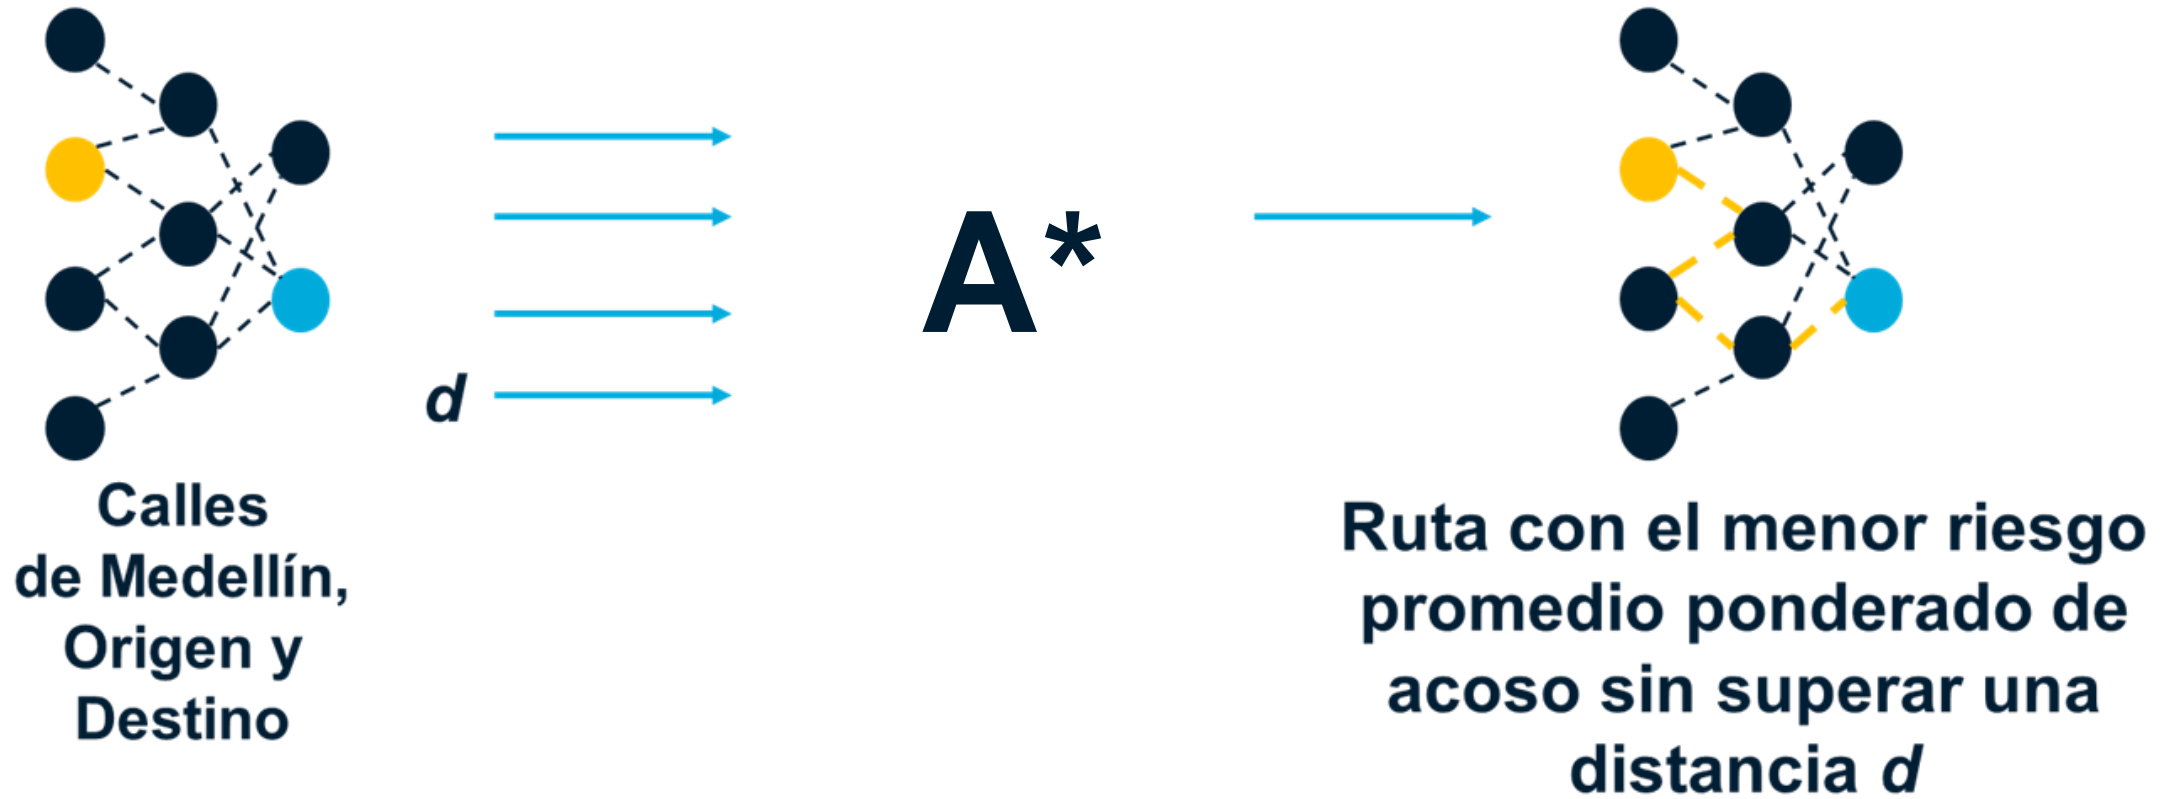 d
A*
Calles
de Medellín,
Origen y
Destino
Ruta con el menor riesgo
promedio ponderado de
acoso sin superar una
distancia d